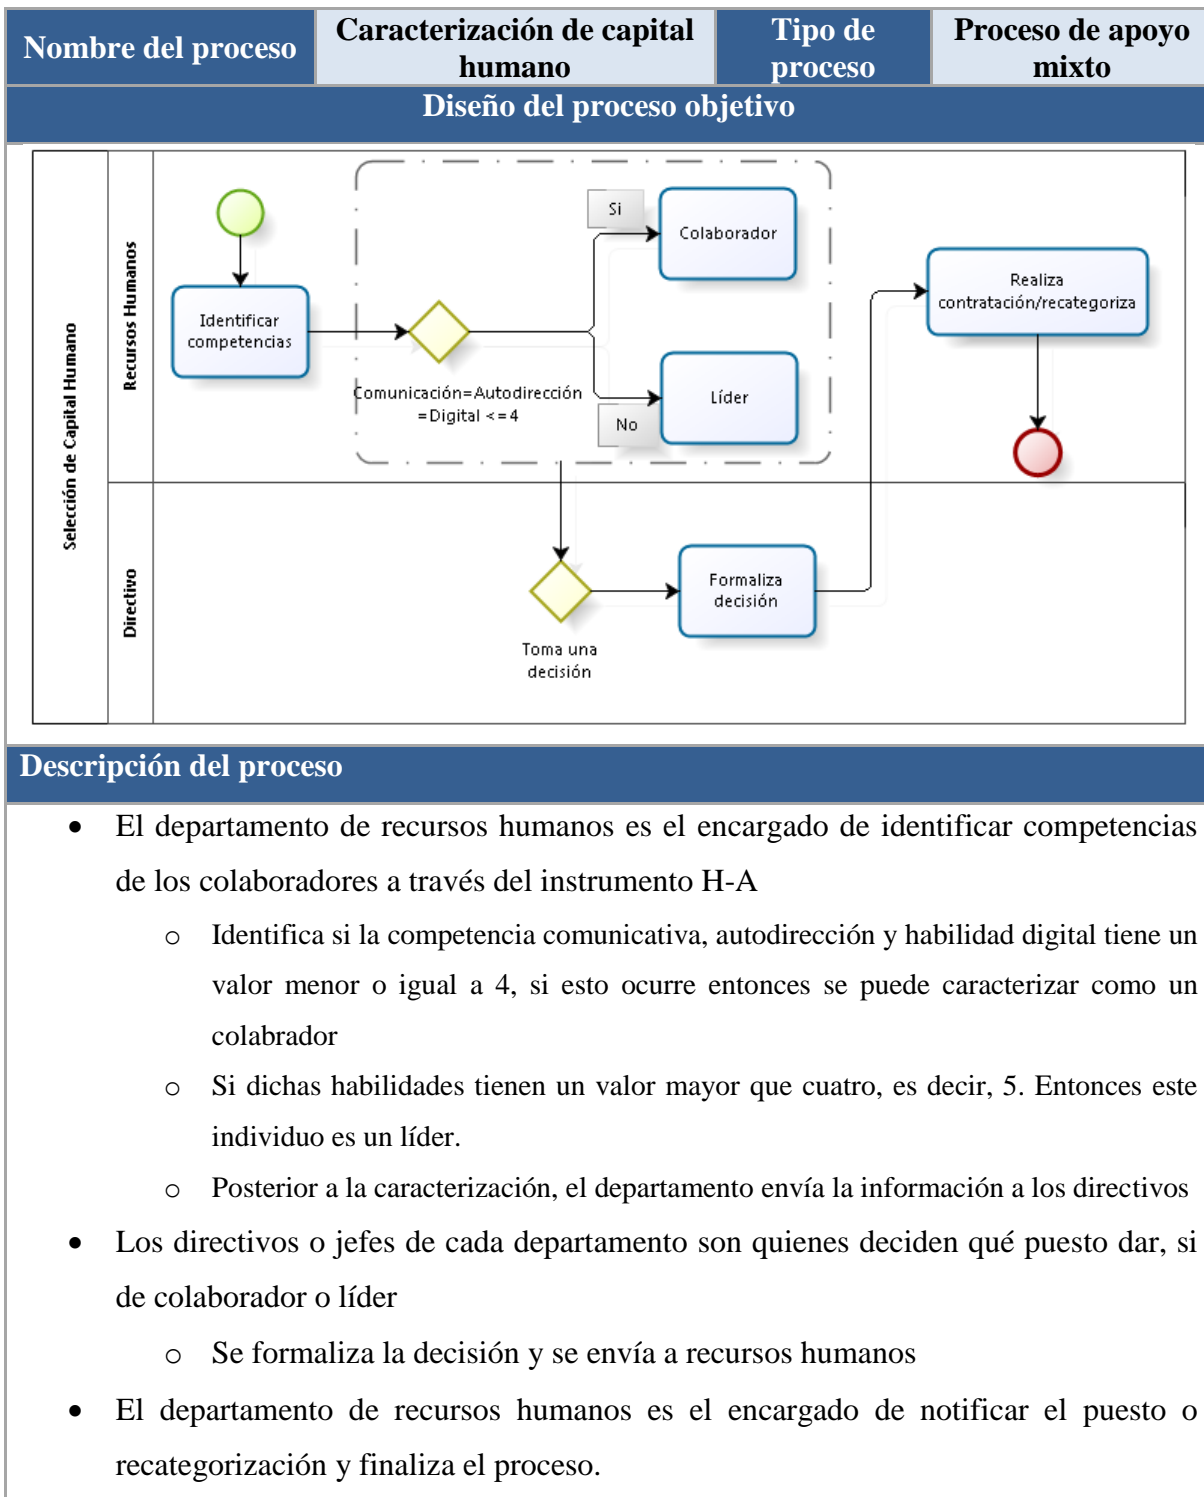 Nombre del proceso
Caracterización de capital
humano
Tipo de
proceso
Proceso de apoyo
mixto
Diseño del proceso objetivo
Selección de Capital Humano
Recursos Humanos
Identificar
competencias
Comunicación=Autodirección
=Digital <=4
Si
Colaborador
No
Líder
Realiza
contratación/recategoriza
Directivo
Toma una
decisión
Formaliza
decisión
Descripción del proceso
• El departamento de recursos humanos es el encargado de identificar competencias
de los colaboradores a través del instrumento H-A
o Identifica si la competencia comunicativa, autodirección y habilidad digital tiene un
valor menor o igual a 4, si esto ocurre entonces se puede caracterizar como un
colabrador
o Si dichas habilidades tienen un valor mayor que cuatro, es decir, 5. Entonces este
individuo es un líder.
o Posterior a la caracterización, el departamento envía la información a los directivos
• Los directivos o jefes de cada departamento son quienes deciden qué puesto dar, si
de colaborador o líder
o Se formaliza la decisión y se envía a recursos humanos
• El departamento de recursos humanos es el encargado de notificar el puesto o
recategorización y finaliza el proceso.